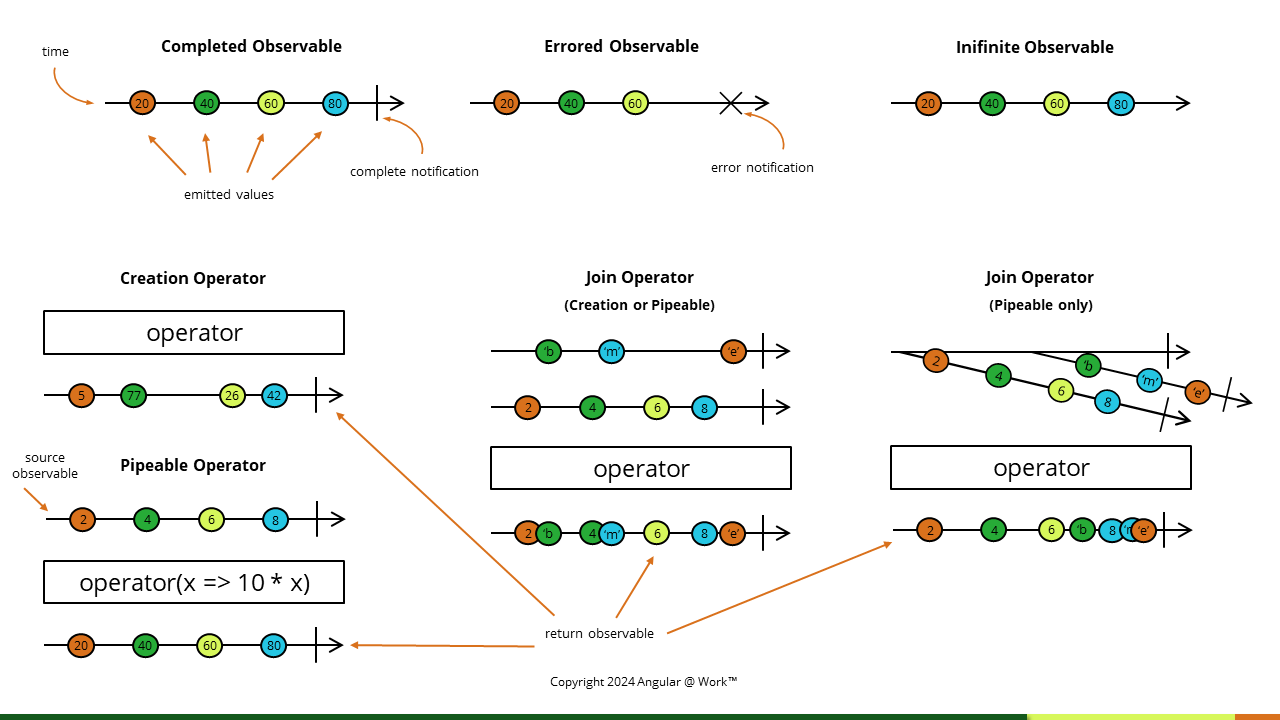 time
Completed Observable
20 40 60 80
emitted values
complete notification
Errored Observable
20 40 60
error notification
Inifinite Observable
20 40 60 80
Creation Operator
operator
5 77 26 42
source
observable
Pipeable Operator
2 4 6 8
operator(x => 10 * x)
20 40 60 80
Join Operator
(Creation or Pipeable)
‘b ‘m’ ‘e’
2 4 6 8
operator
2 ‘b 4 ‘m’ 6 8 ‘e’
return observable
Join Operator
(Pipeable only)
2 4 6 8
‘b ‘m’ ‘e’
operator
2 4 6 ‘b 8 ‘e’
Copyright 2024 Angular @ Work™